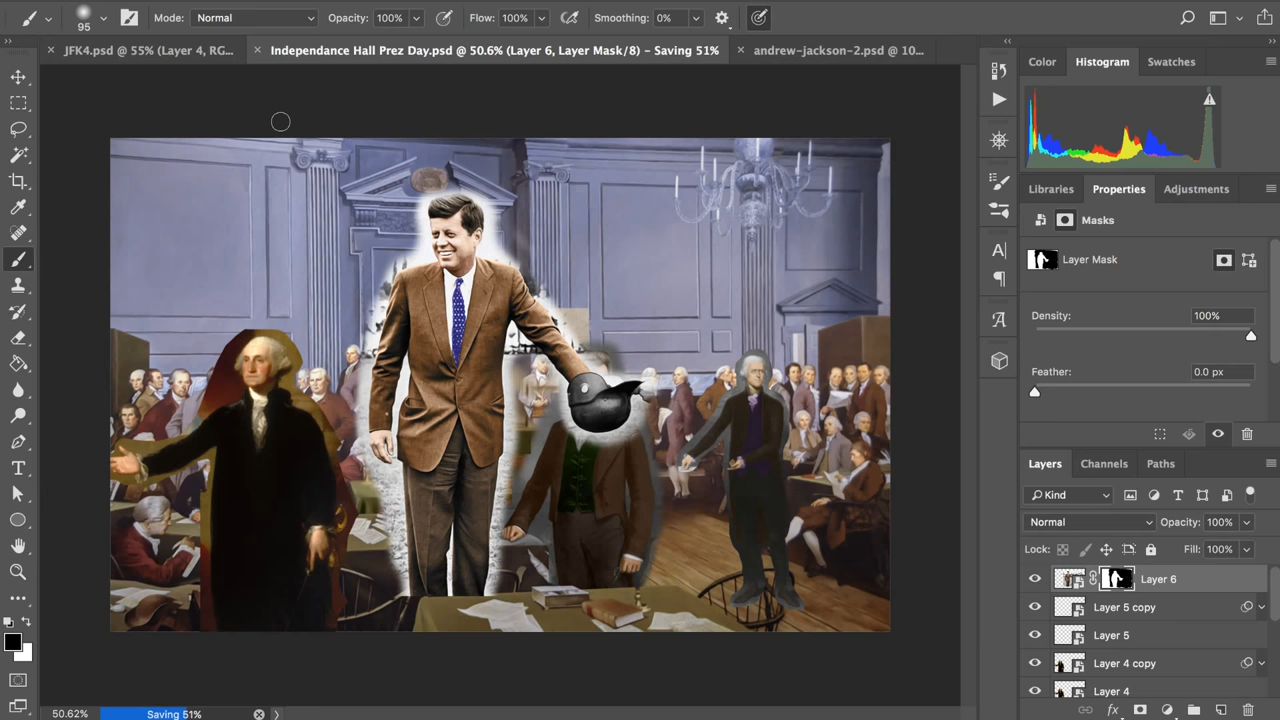 95 Mode: Normal Opacity: 100% Flow: 100% Smoothing: 0%
JFK4.psd @ 55% (Layer 4, RG... Independance Hall Prez Day.psd @ 50.6% (Layer 6, Layer Mask/8) - Saving 51% andrew-jackson-2.psd @ 10...
Color Histogram Swatches
Libraries Properties Adjustments
Masks
Layer Mask
Density: 100%
Feather: 0.0 px
Layers Channels Paths
Kind
Normal Opacity: 100%
Lock: Fill: 100%
Layer 6
Layer 5 copy
Layer 5
Layer 4 copy
Layer 4
50.62% Saving 51%
fx